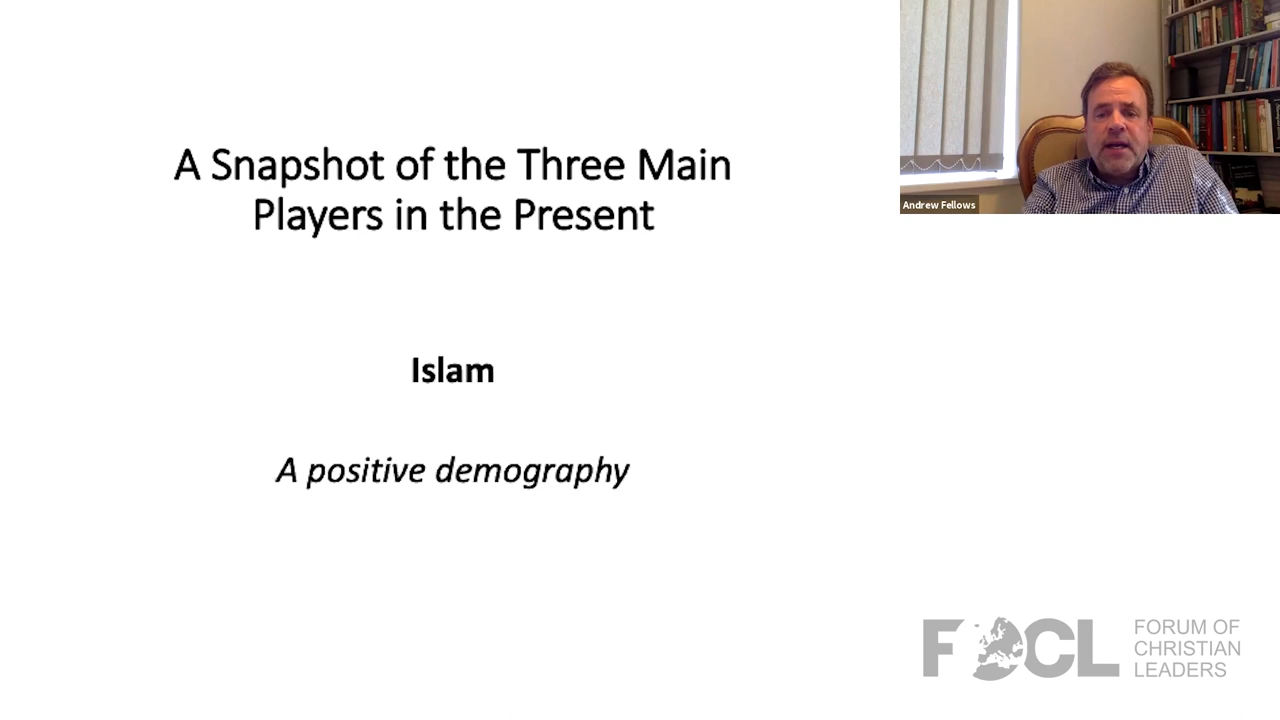 A Snapshot of the Three Main
Players in the Present
Islam
A positive demography
Andrew Fellows
FOCL
FORUM OF
CHRISTIAN
LEADERS